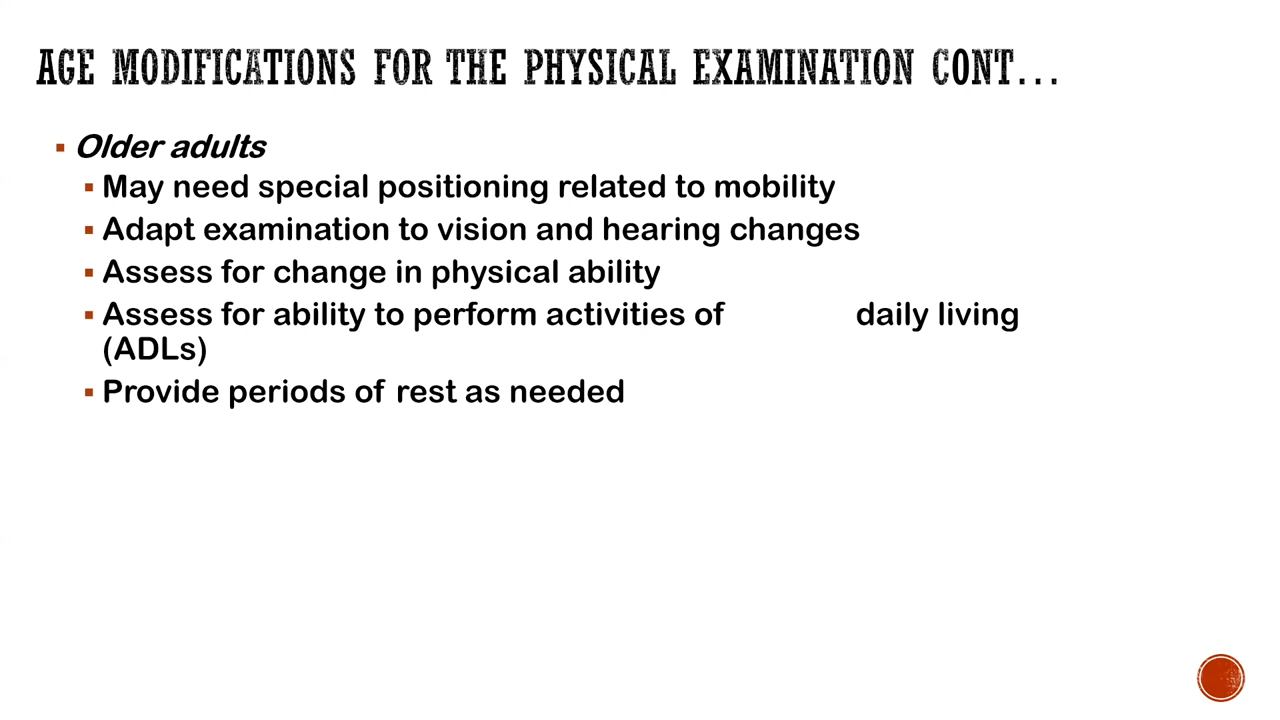 AGE MODIFICATIONS FOR THE PHYSICAL EXAMINATION CONT...
▪ Older adults
▪ May need special positioning related to mobility
▪ Adapt examination to vision and hearing changes
▪ Assess for change in physical ability
▪ Assess for ability to perform activities of daily living
(ADLs)
▪ Provide periods of rest as needed